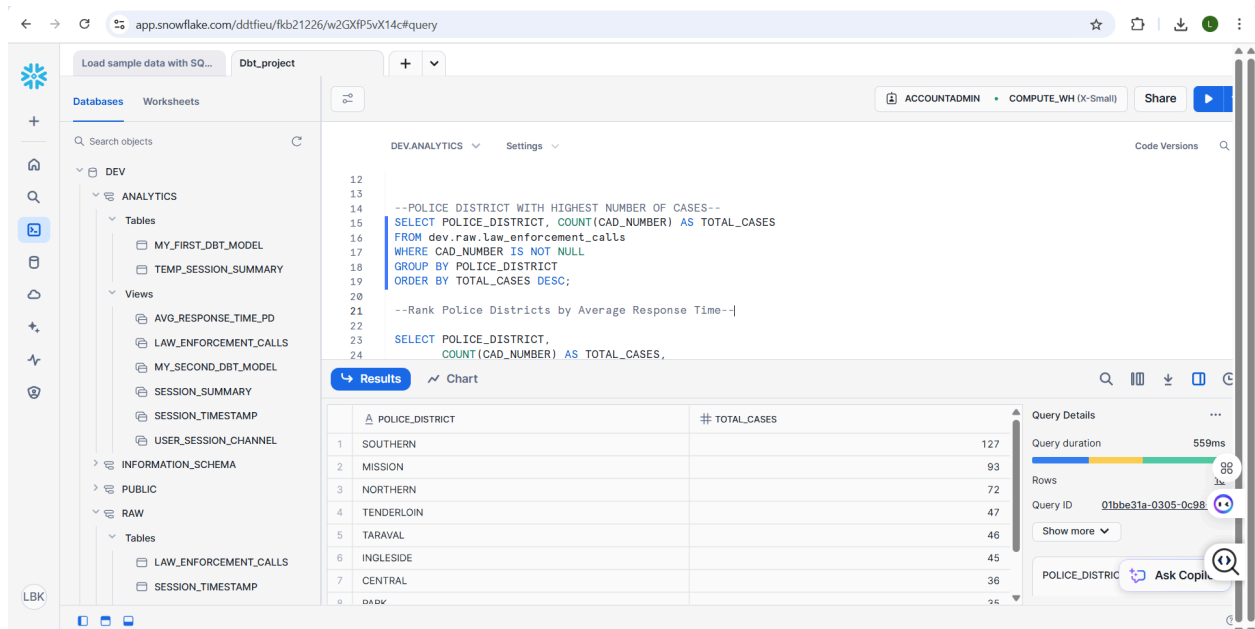 app.snowflake.com/ddtfieu/fkb21226/w2GXfP5vX14c#query
L
Load sample data with SQ...
Dbt_project
Databases
Worksheets
ACCOUNTADMIN • COMPUTE_WH (X-Small)
Share
Search objects
DEV.ANALYTICS
Settings
Code Versions
DEV
ANALYTICS
Tables
MY_FIRST_DBT_MODEL
TEMP_SESSION_SUMMARY
Views
AVG_RESPONSE_TIME_PD
LAW_ENFORCEMENT_CALLS
MY_SECOND_DBT_MODEL
SESSION_SUMMARY
SESSION_TIMESTAMP
USER_SESSION_CHANNEL
INFORMATION_SCHEMA
PUBLIC
RAW
Tables
LAW_ENFORCEMENT_CALLS
SESSION_TIMESTAMP
LBK
12
13
14 --POLICE DISTRICT WITH HIGHEST NUMBER OF CASES--
15 SELECT POLICE_DISTRICT, COUNT(CAD_NUMBER) AS TOTAL_CASES
16 FROM dev.raw.law_enforcement_calls
17 WHERE CAD_NUMBER IS NOT NULL
18 GROUP BY POLICE_DISTRICT
19 ORDER BY TOTAL_CASES DESC;
20
21 --Rank Police Districts by Average Response Time--
22
23 SELECT POLICE_DISTRICT,
24 COUNT(CAD_NUMBER) AS TOTAL_CASES,
Results
Chart
A POLICE_DISTRICT # TOTAL_CASES
1 SOUTHERN 127
2 MISSION 93
3 NORTHERN 72
4 TENDERLOIN 47
5 TARAVAL 46
6 INGLESIDE 45
7 CENTRAL 36
8 PARK 35
Query Details ...
Query duration 559ms
Rows
Query ID 01bbe31a-0305-0c98
Show more
POLICE_DISTRIC
Ask Copil